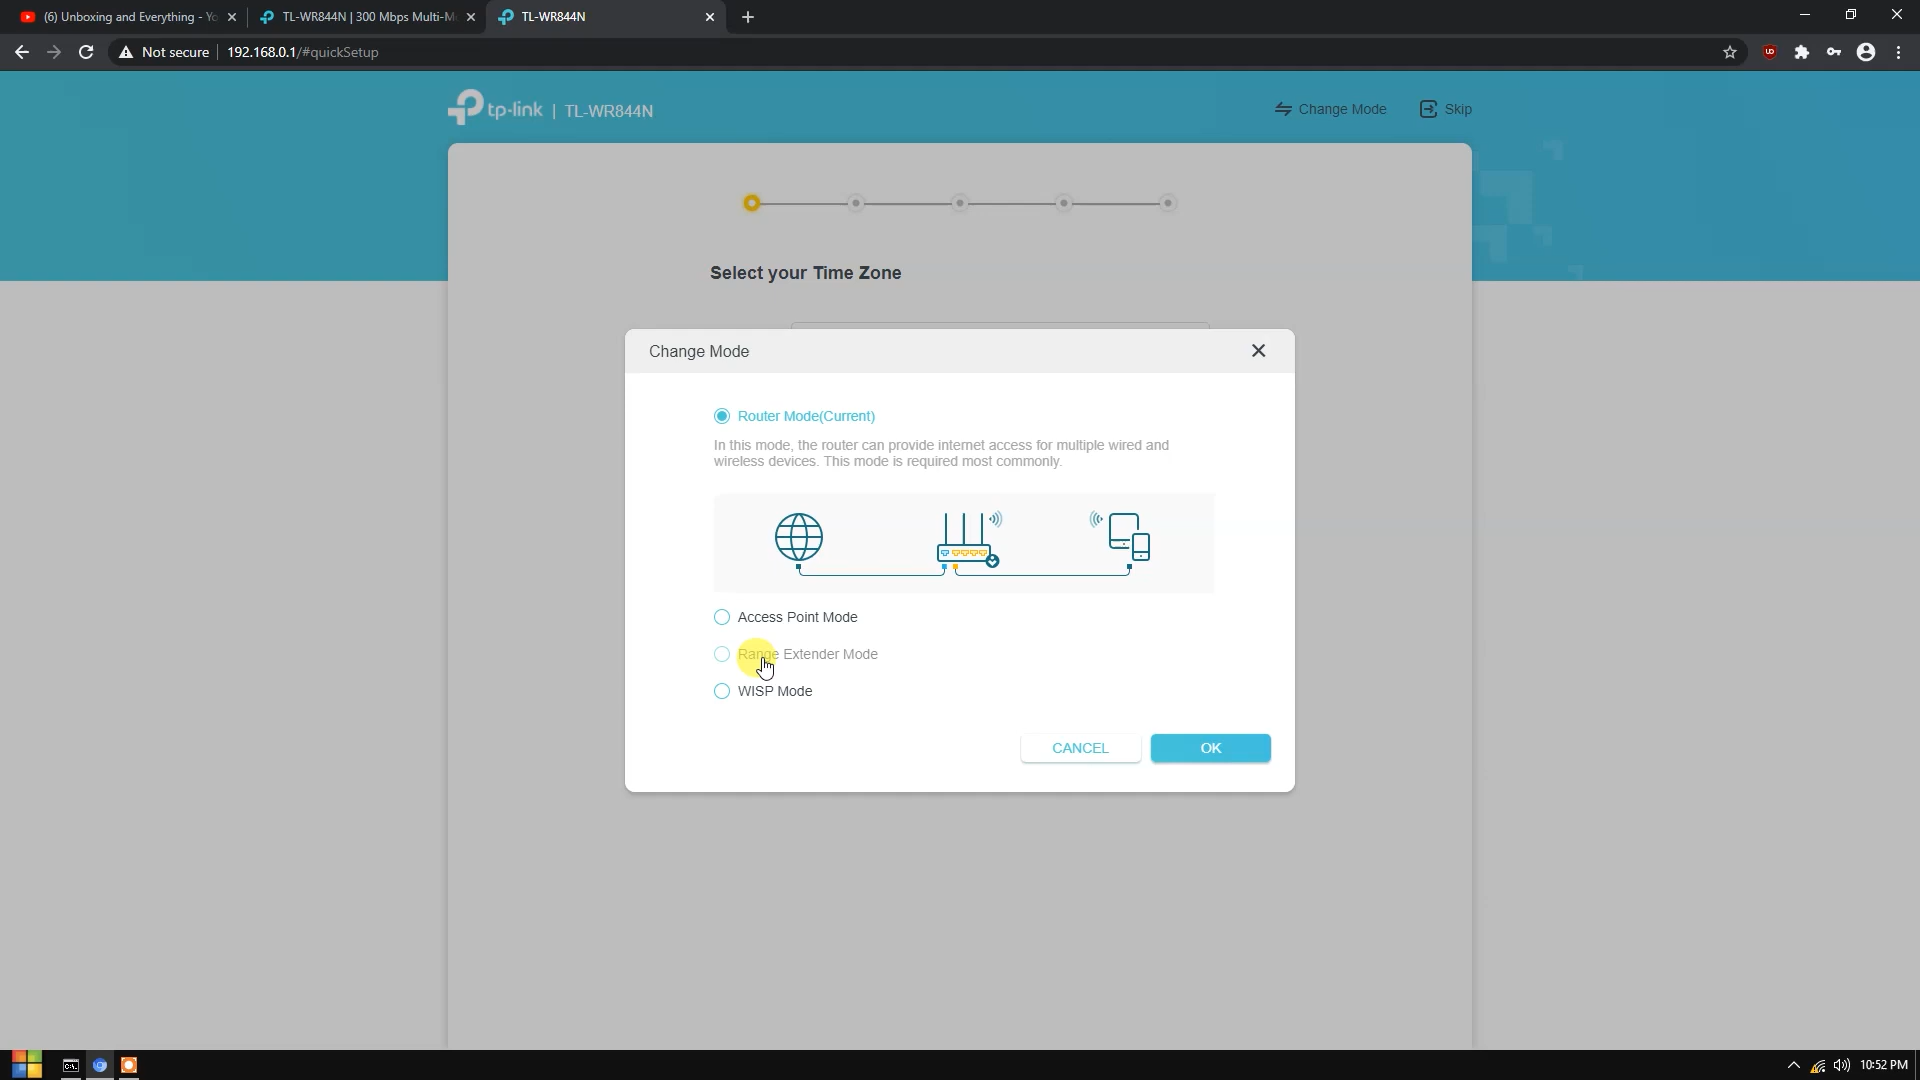 (6) Unboxing and Everything - Yo
TL-WR844N | 300 Mbps Multi-M
TL-WR844N
Not secure
192.168.0.1/#quickSetup
tp-link | TL-WR844N
Change Mode
Skip
Select your Time Zone
Change Mode
Router Mode(Current)
In this mode, the router can provide internet access for multiple wired and
wireless devices. This mode is required most commonly.
Access Point Mode
Range Extender Mode
WISP Mode
CANCEL
OK
10:52 PM